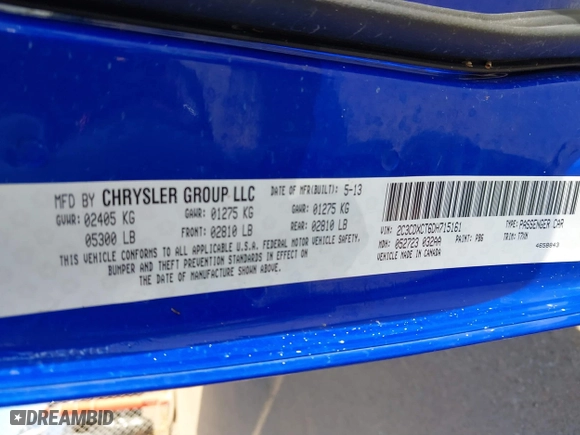 MFD BY CHRYSLER GROUP LLC DATE OF MFR(BUILT): 5-13
GVWR: 02405 KG GAWR: 01275 KG GAWR: 01275 KG
05300 LB FRONT: 02810 LB REAR: 02810 LB
THIS VEHICLE CONFORMS TO ALL APPLICABLE U.S.A. FEDERAL MOTOR VEHICLE SAFETY,
BUMPER AND THEFT PREVENTION STANDARDS IN EFFECT ON
THE DATE OF MANUFACTURE SHOWN ABOVE.
VIN: 2C3CDXCT6DH715161 TYPE: PASSENGER CAR
MDH: 052723 032AA PAINT: PB6 TRIM: T7XW
VEHICLE MADE IN CANADA 4658843
DREAMBID